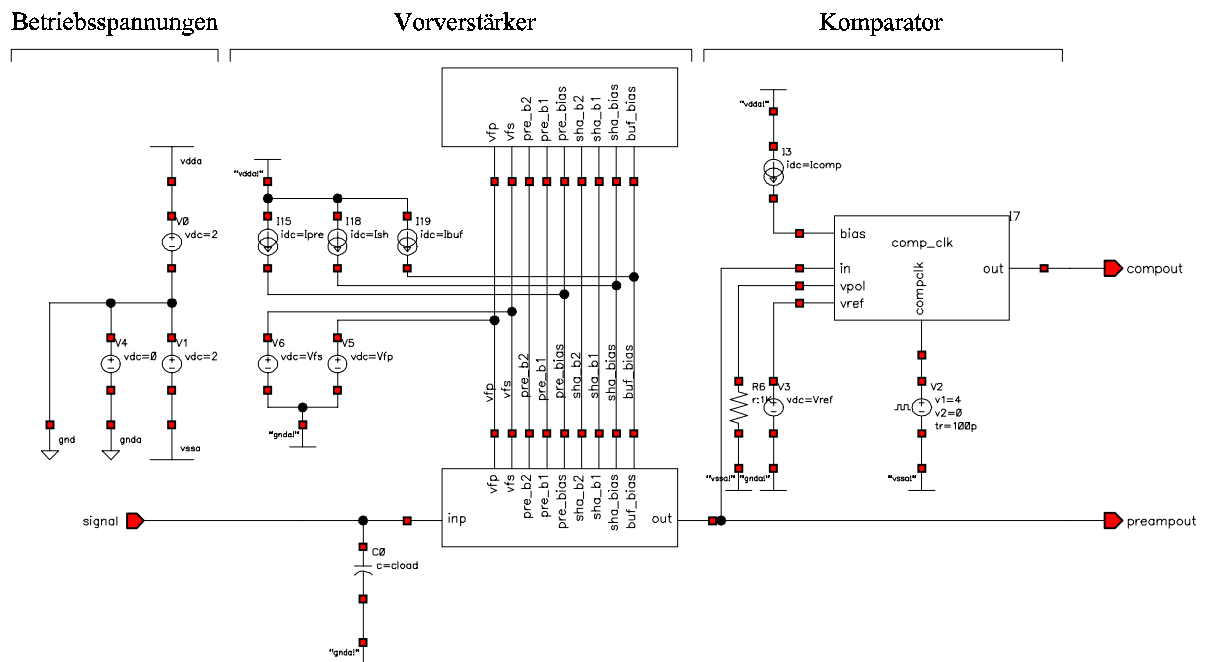 Betriebsspannungen
Vorverstärker
Komparator
vfp
vfs
pre_b2
pre_b1
pre_bias
sha_b2
sha_b1
sha_bias
buf_bias
vdda
V0
vdc=2
V4
vdc=0
V1
vdc=2
gnd
gnda
vssa
"vdda!"
I15
idc=Ipre
I18
idc=Ish
I19
idc=Ibuf
V6
vdc=Vfs
V5
vdc=Vfp
"gnda!"
vfp
vfs
pre_b2
pre_b1
pre_bias
sha_b2
sha_b1
sha_bias
buf_bias
"vdda!"
I3
idc=Icomp
I7
bias
comp_clk
in
vpol
vref
compclk
out
compout
R6
r:1K
V3
vdc=Vref
V2
v1=4
v2=0
tr=100p
"vssa!"
"gnda!"
"vssa!"
vfp
vfs
pre_b2
pre_b1
pre_bias
sha_b2
sha_b1
sha_bias
buf_bias
signal
inp
out
preampout
C0
c=cload
"gnda!"